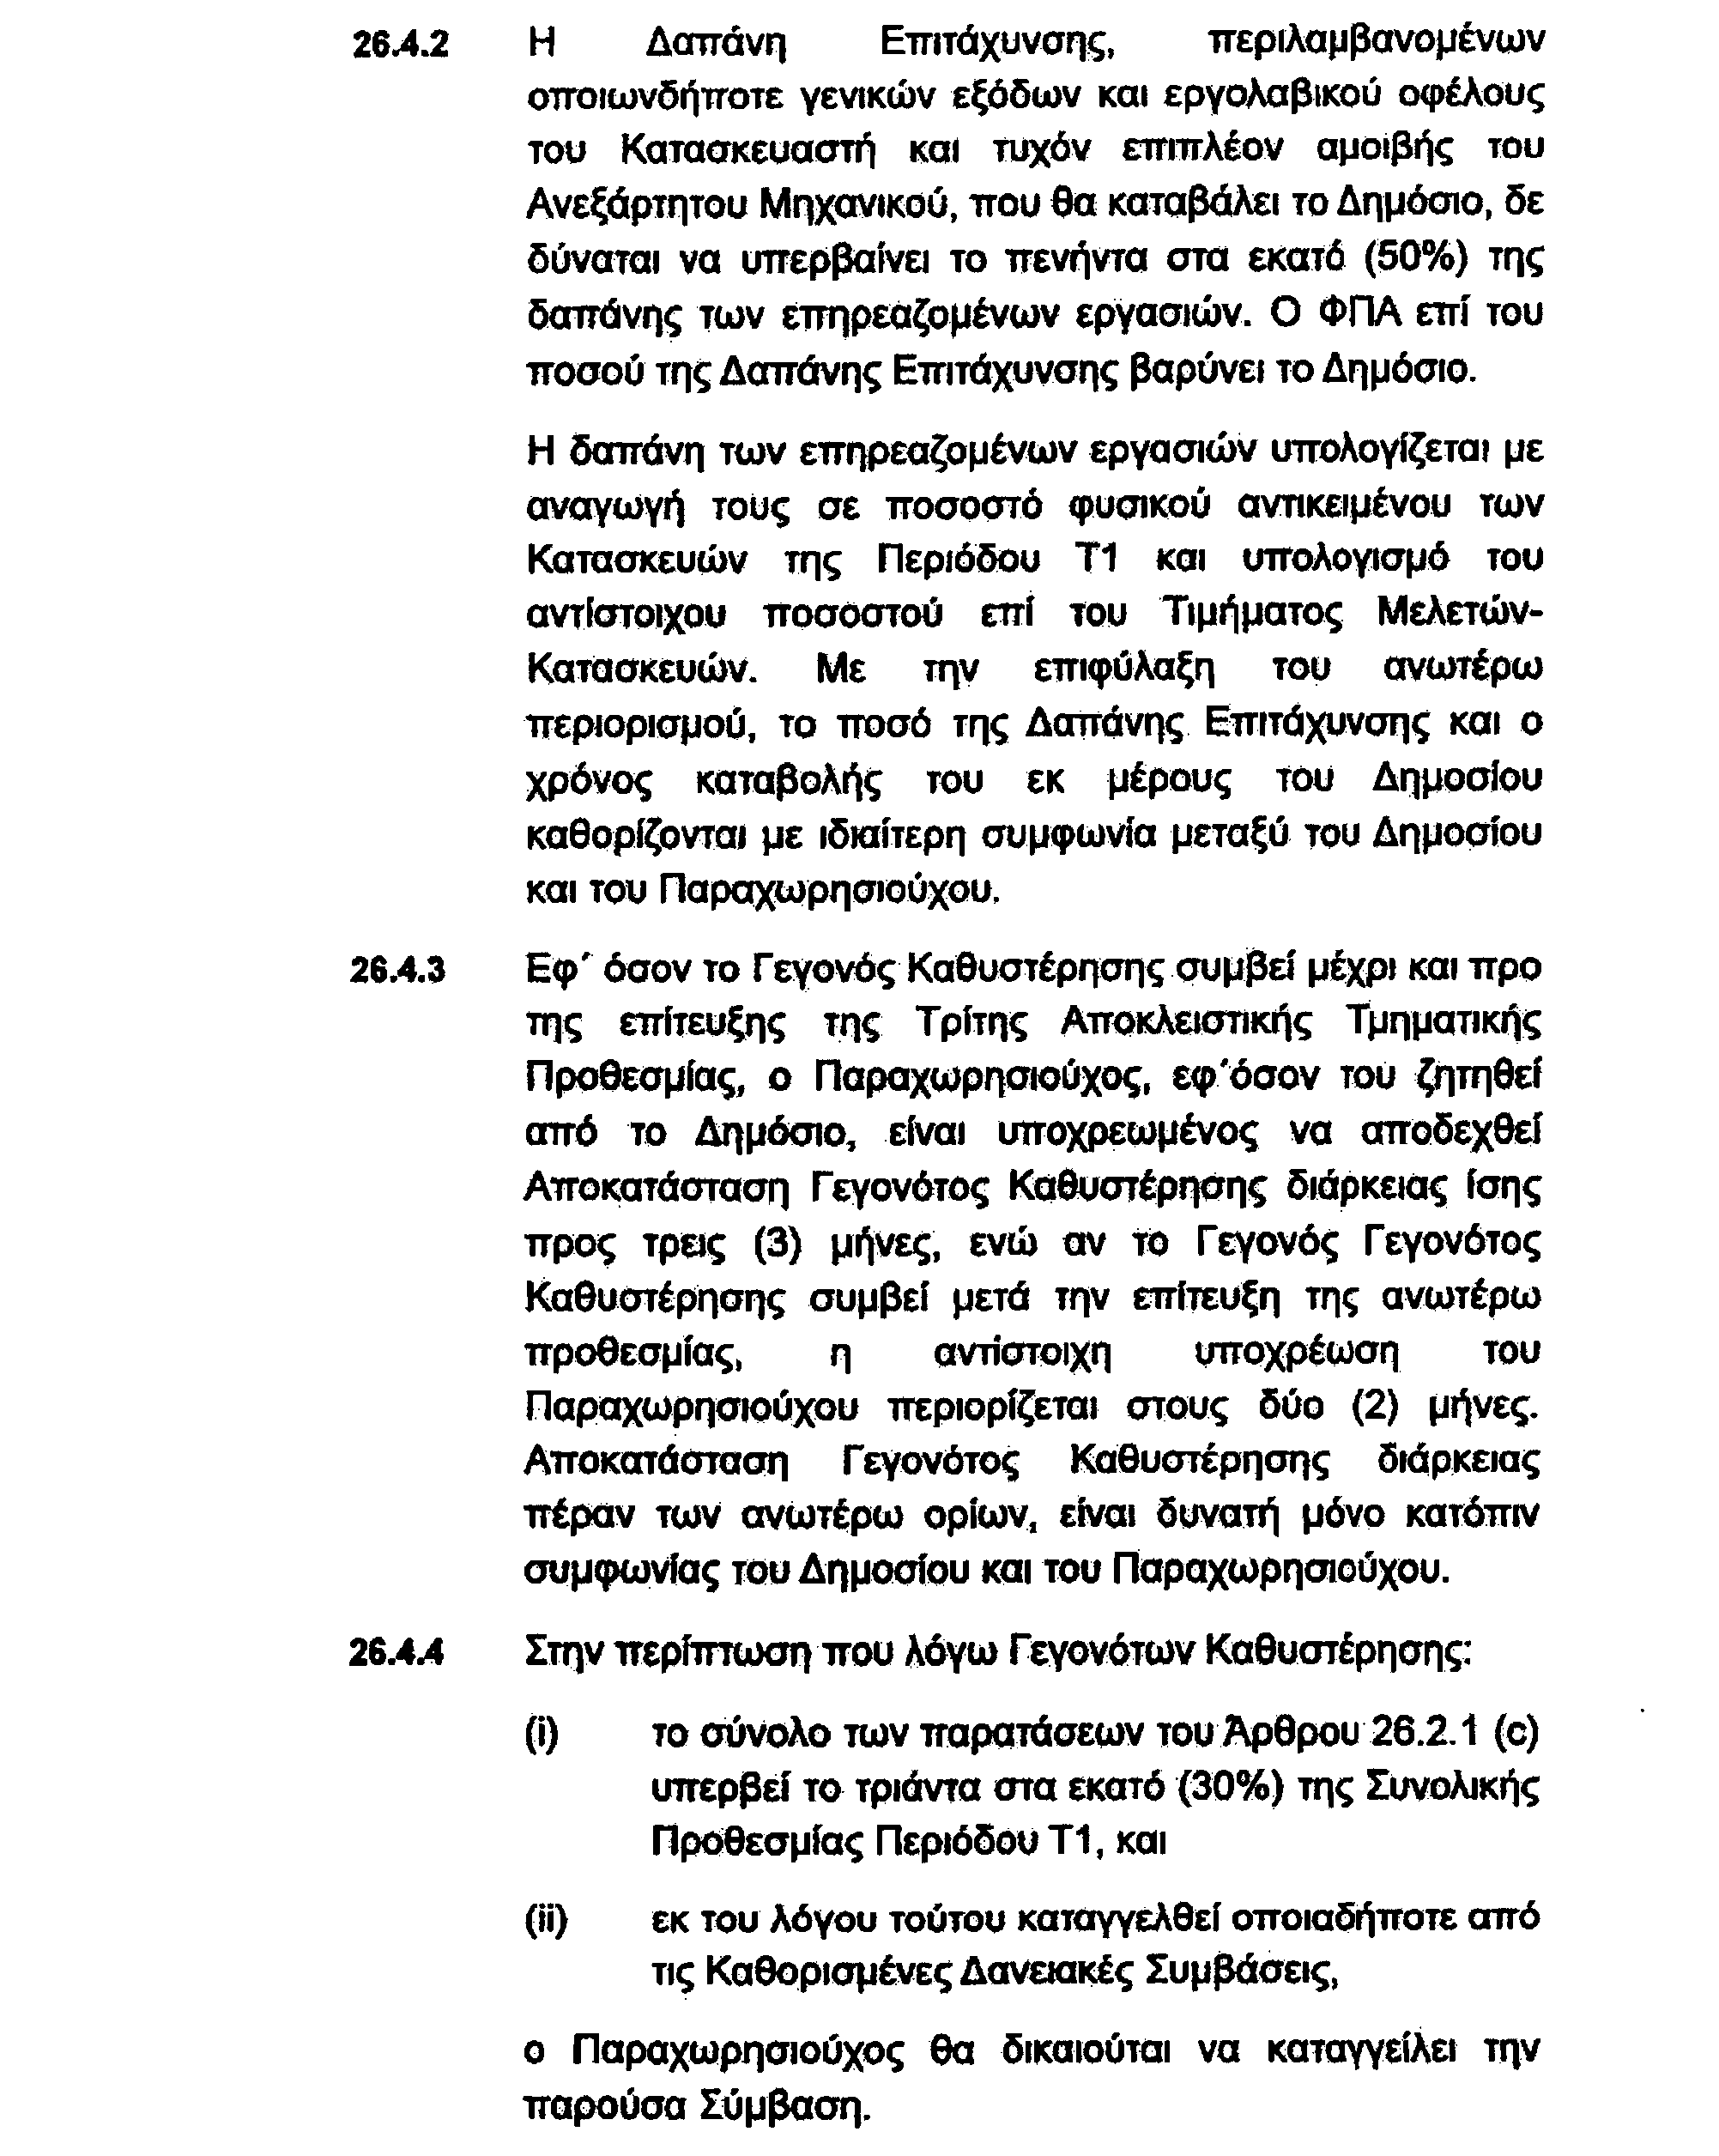 26.4.2 Η Δαπάνη Επιτάχυνσης, περιλαμβανομένων
οποιωνδήποτε γενικών εξόδων και εργολαβικού οφέλους
του Κατασκευαστή και τυχόν επιπλέον αμοιβής του
Ανεξάρτητου Μηχανικού, που θα καταβάλει το Δημόσιο, δε
δύναται να υπερβαίνει το πενήντα στα εκατό (50%) της
δαπάνης των επηρεαζομένων εργασιών. Ο ΦΠΑ επί του
ποσού της Δαπάνης Επιτάχυνσης βαρύνει το Δημόσιο.
Η δαπάνη των επηρεαζομένων εργασιών υπολογίζεται με
αναγωγή τους σε ποσοστό φυσικού αντικειμένου των
Κατασκευών της Περιόδου Τ1 και υπολογισμό του
αντίστοιχου ποσοστού επί του Τιμήματος Μελετών-
Κατασκευών. Με την επιφύλαξη του ανωτέρω
περιορισμού, το ποσό της Δαπάνης Επιτάχυνσης και ο
χρόνος καταβολής του εκ μέρους του Δημοσίου
καθορίζονται με ιδιαίτερη συμφωνία μεταξύ του Δημοσίου
και του Παραχωρησιούχου.
26.4.3 Εφ' όσον το Γεγονός Καθυστέρησης συμβεί μέχρι και προ
της επίτευξης της Τρίτης Αποκλειστικής Τμηματικής
Προθεσμίας, ο Παραχωρησιούχος, εφ'όσον του ζητηθεί
από το Δημόσιο, είναι υποχρεωμένος να αποδεχθεί
Αποκατάσταση Γεγονότος Καθυστέρησης διάρκειας ίσης
προς τρεις (3) μήνες, ενώ αν το Γεγονός Γεγονότος
Καθυστέρησης συμβεί μετά την επίτευξη της ανωτέρω
προθεσμίας, η αντίστοιχη υποχρέωση του
Παραχωρησιούχου περιορίζεται στους δύο (2) μήνες.
Αποκατάσταση Γεγονότος Καθυστέρησης διάρκειας
πέραν των ανωτέρω ορίων, είναι δυνατή μόνο κατόπιν
συμφωνίας του Δημοσίου και του Παραχωρησιούχου.
26.4.4 Στην περίπτωση που λόγω Γεγονότων Καθυστέρησης:
(i) το σύνολο των παρατάσεων του Άρθρου 26.2.1 (c)
υπερβεί το τριάντα στα εκατό (30%) της Συνολικής
Προθεσμίας Περιόδου Τ1, και
(ii) εκ του λόγου τούτου καταγγελθεί οποιαδήποτε από
τις Καθορισμένες Δανειακές Συμβάσεις,
ο Παραχωρησιούχος θα δικαιούται να καταγγείλει την
παρούσα Σύμβαση.